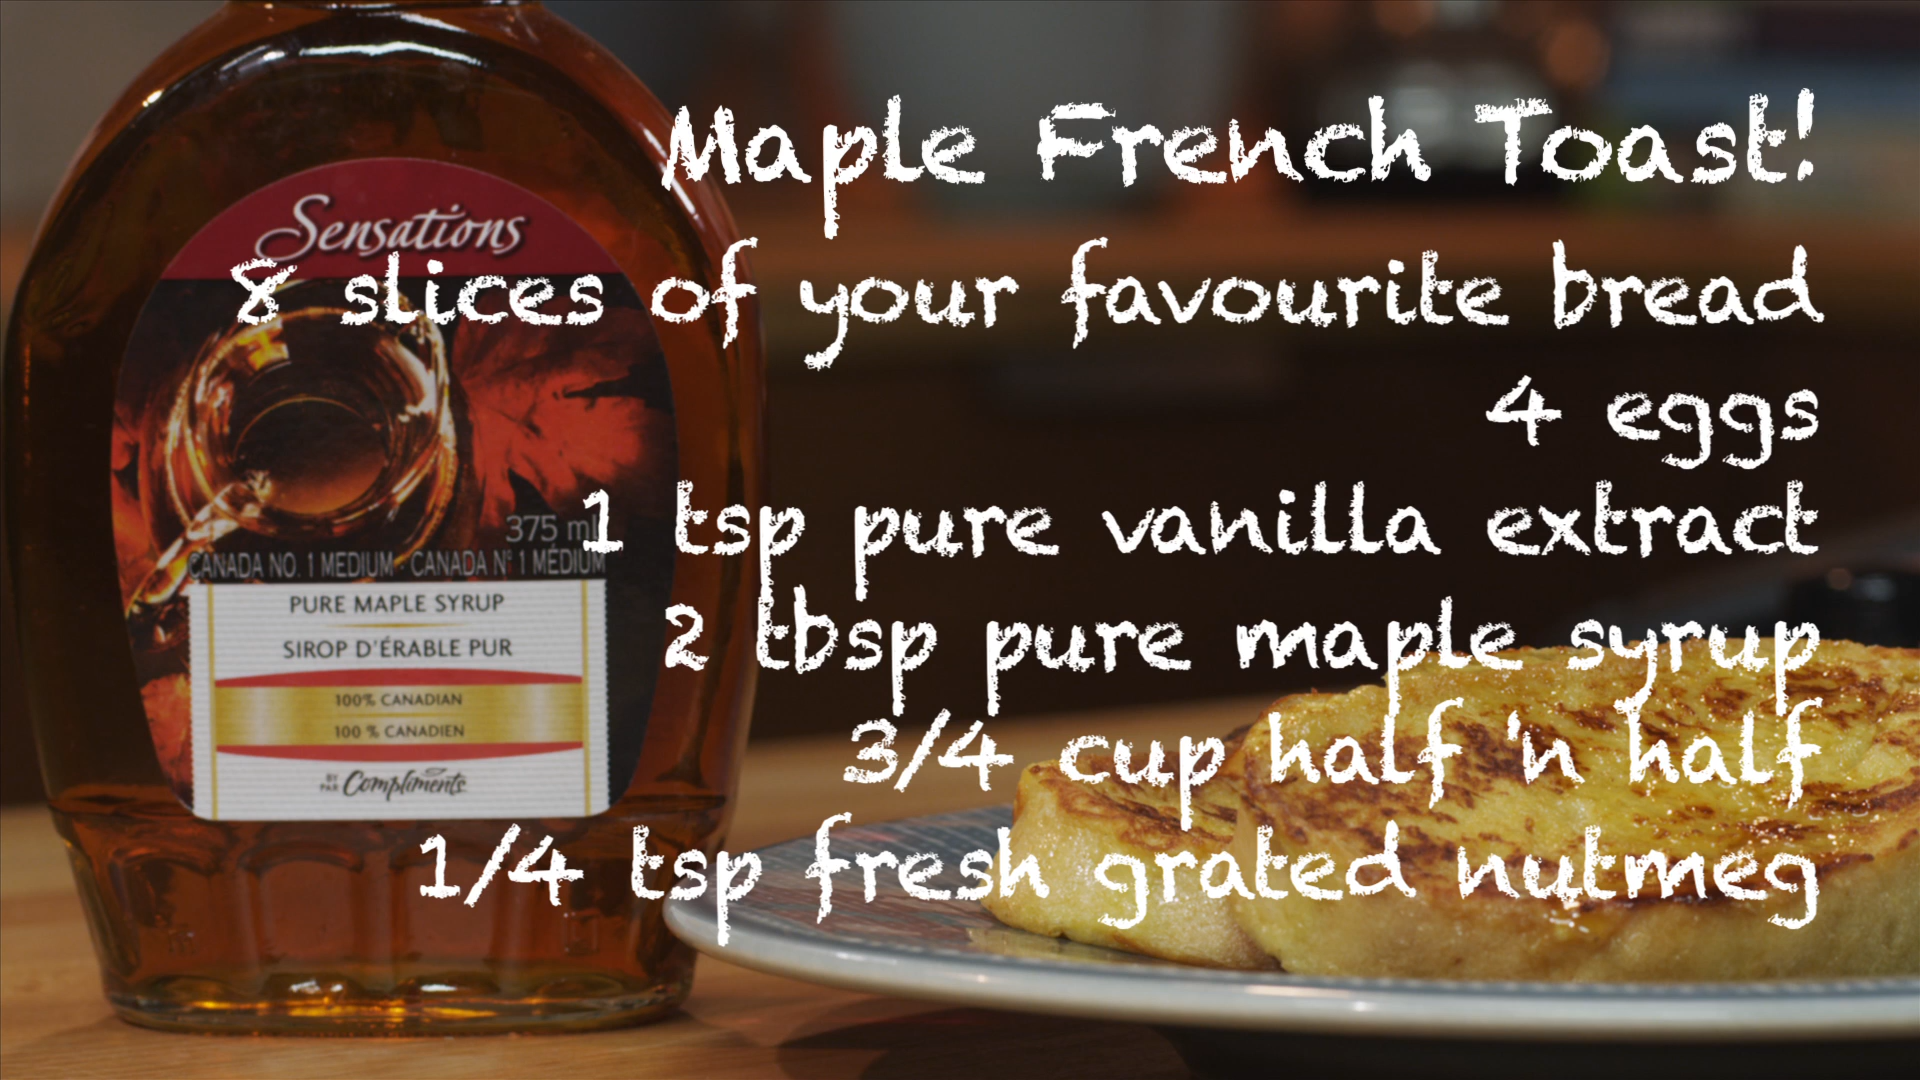 Maple French Toast!
8 slices of your favourite bread
4 eggs
1 tsp pure vanilla extract
2 tbsp pure maple syrup
3/4 cup half 'n half
1/4 tsp fresh grated nutmeg
Sensations
375 ml
CANADA NO. 1 MEDIUM · CANADA N° 1 MÉDIUM
PURE MAPLE SYRUP
SIROP D'ÉRABLE PUR
100% CANADIAN
100 % CANADIEN
BY
PAR Compliments